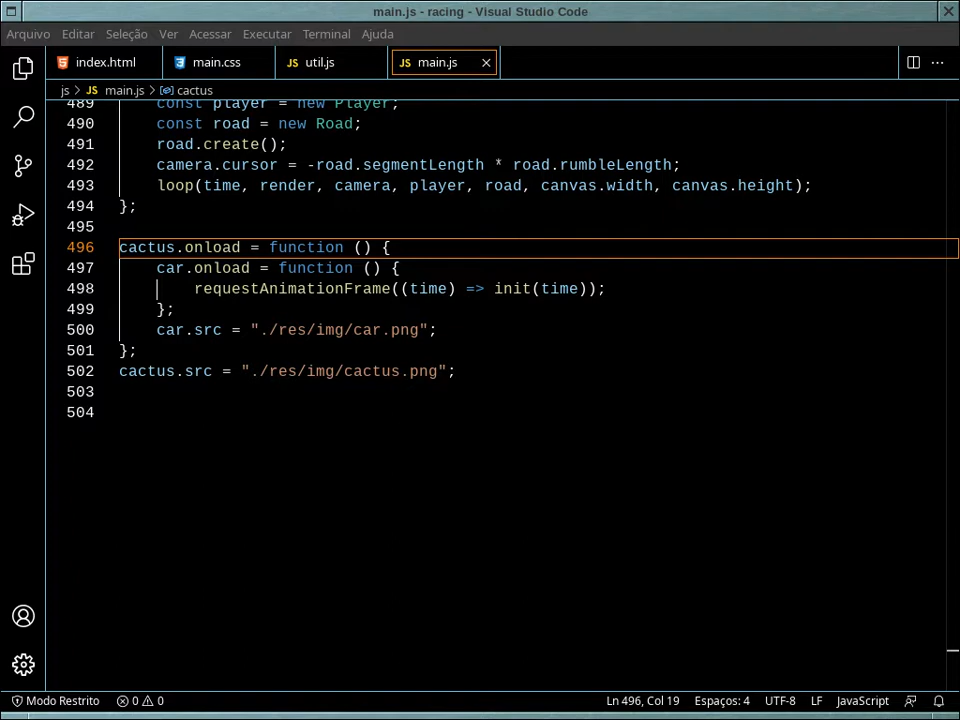 main.js - racing - Visual Studio Code
Arquivo Editar Seleção Ver Acessar Executar Terminal Ajuda
index.html main.css JS util.js JS main.js
js > JS main.js > cactus
489 const player = new Player;
490 const road = new Road;
491 road.create();
492 camera.cursor = -road.segmentLength * road.rumbleLength;
493 loop(time, render, camera, player, road, canvas.width, canvas.height);
494 };
495
496 cactus.onload = function () {
497 car.onload = function () {
498 requestAnimationFrame((time) => init(time));
499 };
500 car.src = "./res/img/car.png";
501 };
502 cactus.src = "./res/img/cactus.png";
503
504
Modo Restrito 0 0 Ln 496, Col 19 Espaços: 4 UTF-8 LF JavaScript